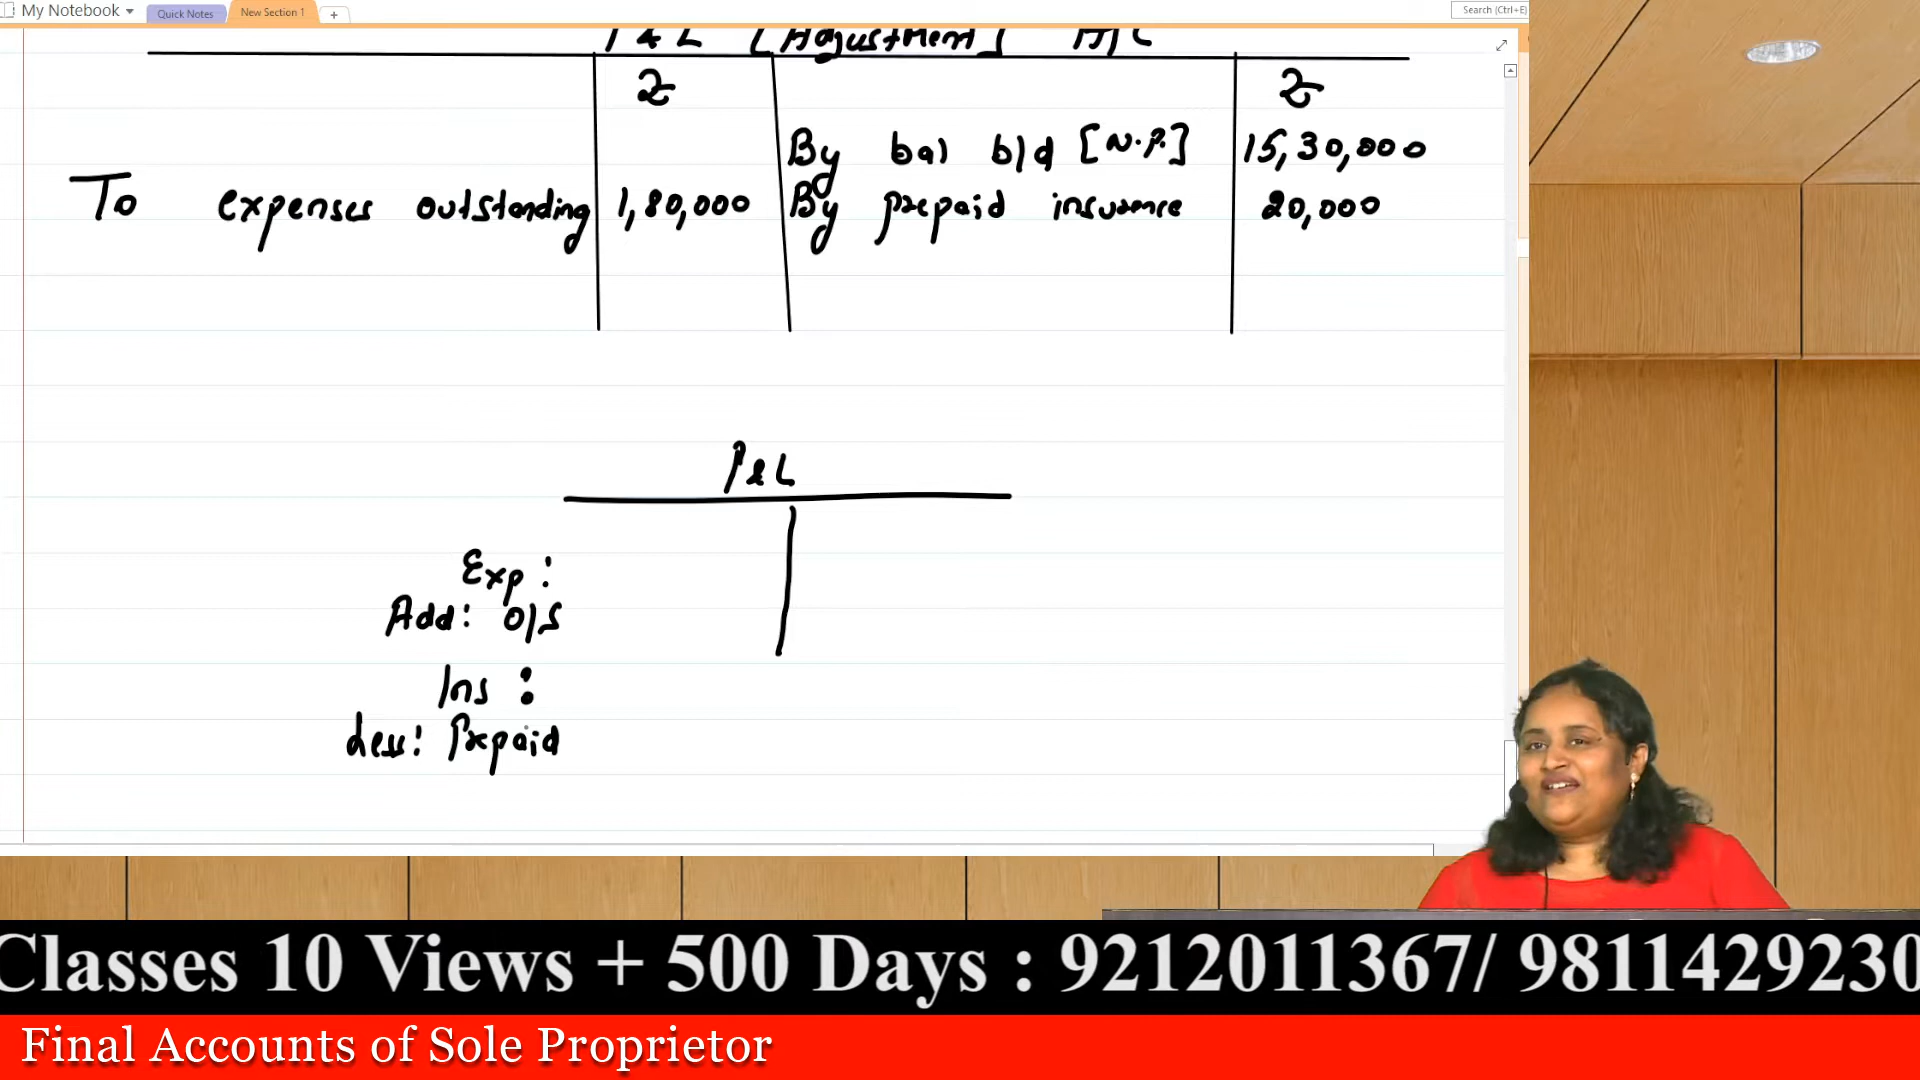 My Notebook
Quick Notes
New Section 1
+
Search (Ctrl+E)
P & L [Adjustment] A/C
₹ ₹
By bal b/d [N.P.] 15,30,000
To expenses outstanding 1,80,000 By prepaid insurance 20,000
P & L
Exp :
Add: O/S
Ins :
Less: Prepaid
Classes 10 Views + 500 Days : 9212011367/ 9811429230
Final Accounts of Sole Proprietor